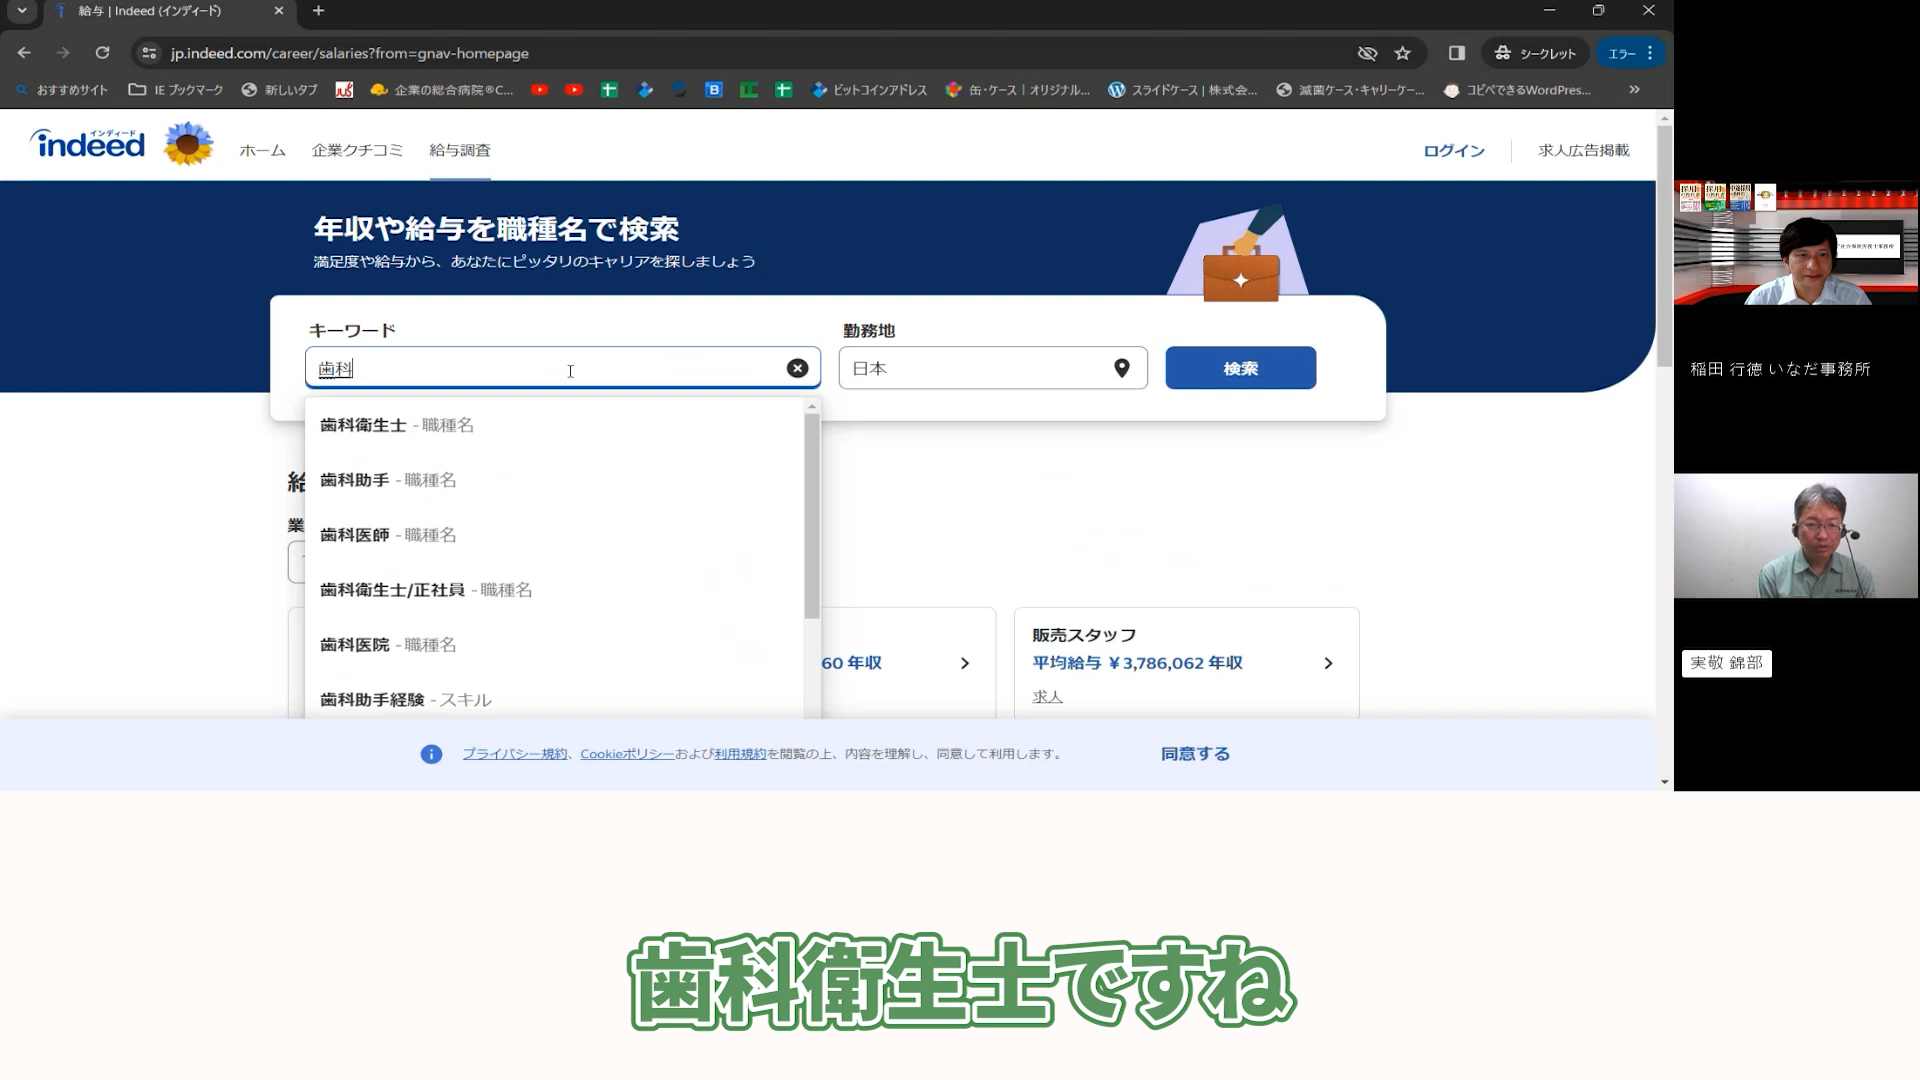 給与 | Indeed (インディード)
jp.indeed.com/career/salaries?from=gnav-homepage
シークレット
エラー
おすすめサイト
IE ブックマーク
新しいタブ
企業の総合病院®C...
ビットコインアドレス
缶・ケース | オリジナル...
スライドケース | 株式会...
滅菌ケース・キャリーケー...
コピペできるWordPres...
インディード
indeed
ホーム
企業クチコミ
給与調査
ログイン
求人広告掲載
年収や給与を職種名で検索
満足度や給与から、あなたにピッタリのキャリアを探しましょう
キーワード
勤務地
歯科
日本
検索
歯科衛生士 - 職種名
歯科助手 - 職種名
歯科医師 - 職種名
歯科衛生士/正社員 - 職種名
歯科医院 - 職種名
歯科助手経験 - スキル
給
業
60 年収
販売スタッフ
平均給与 ¥3,786,062 年収
求人
プライバシー規約、Cookieポリシーおよび利用規約を閲覧の上、内容を理解し、同意して利用します。
同意する
稲田 行徳 いなだ事務所
実敬 錦部
歯科衛生士ですね